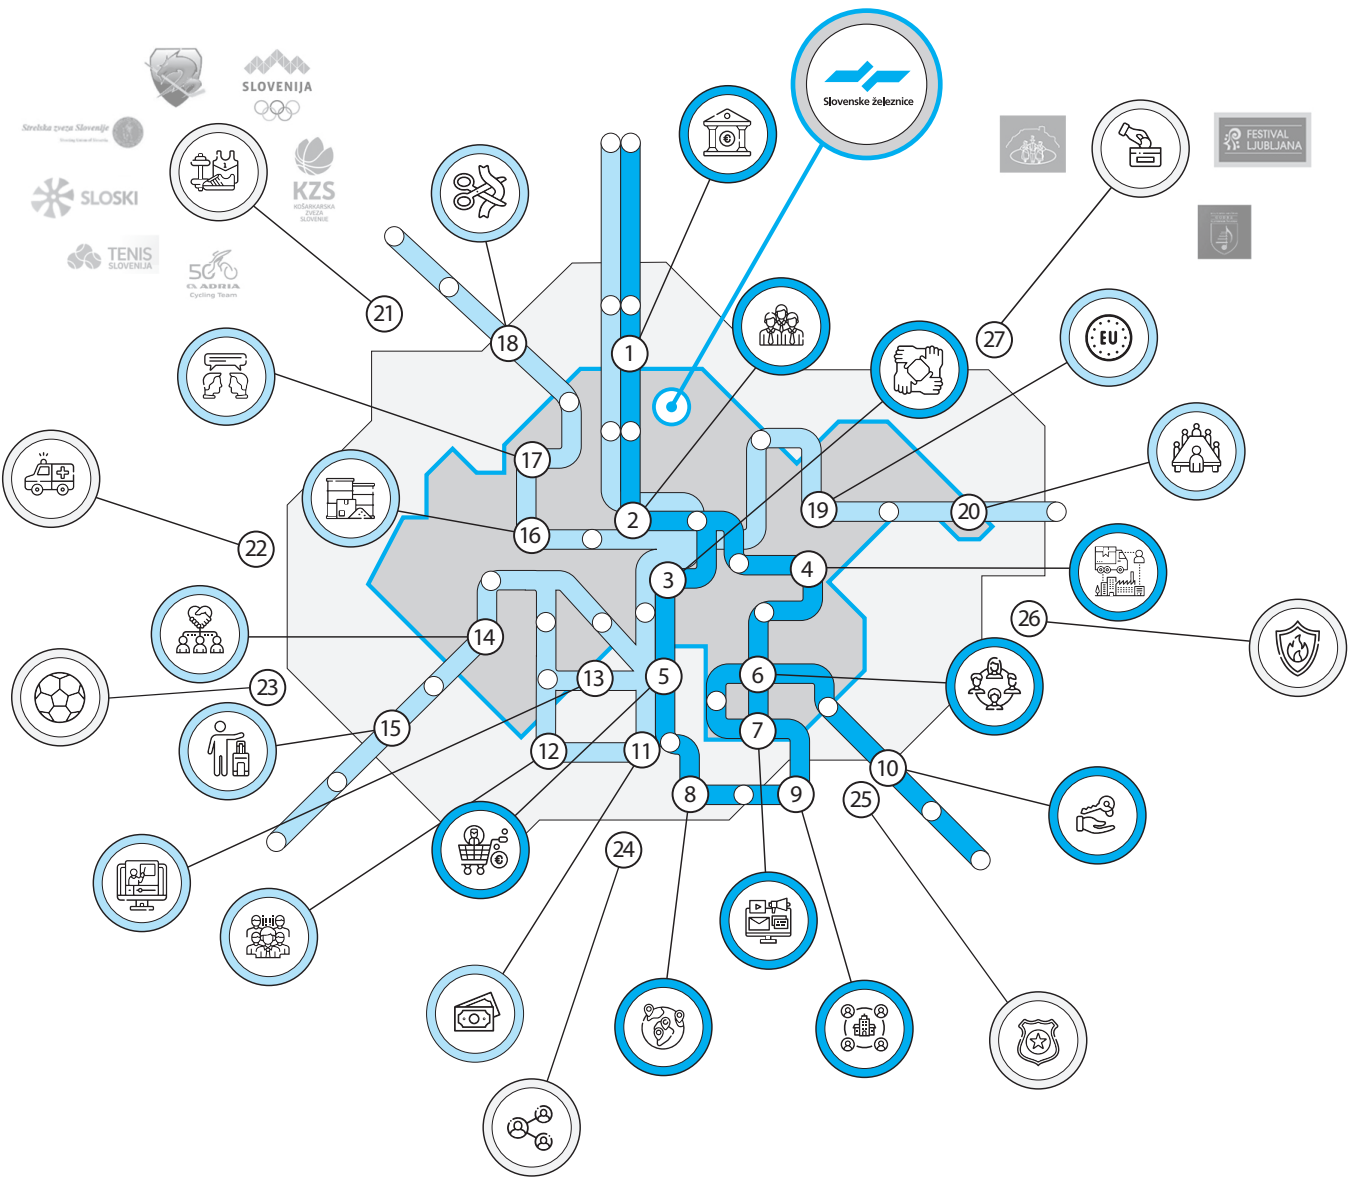 SLOVENIJA
Slovenske železnice
Strelska zveza Slovenije
SLOSKI
KZS
KOŠARKARSKA
ZVEZA
SLOVENIJE
TENIS
SLOVENIJA
ADRIA
Cycling Team
FESTIVAL
LJUBLJANA
EU
€
€
1
2
3
4
5
6
7
8
9
10
11
12
13
14
15
16
17
18
19
20
21
22
23
24
25
26
27